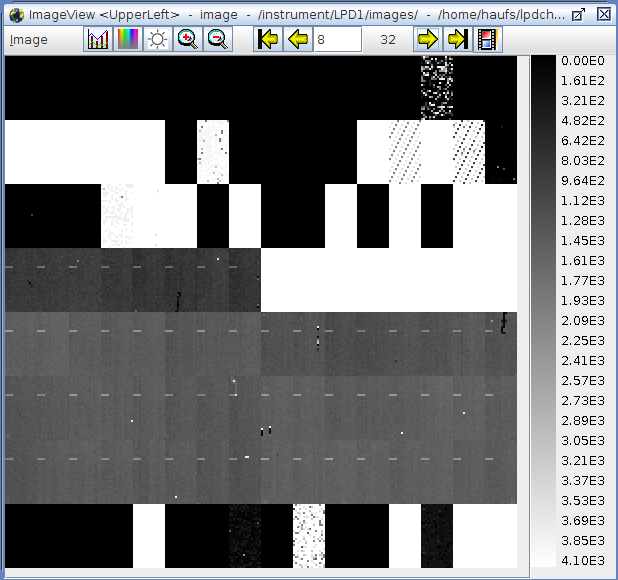 ImageView <UpperLeft> - image - /instrument/LPD1/images/ - /home/haufs/lpdch...
Image 8 32
0.00E0
1.61E2
3.21E2
4.82E2
6.42E2
8.03E2
9.64E2
1.12E3
1.28E3
1.45E3
1.61E3
1.77E3
1.93E3
2.09E3
2.25E3
2.41E3
2.57E3
2.73E3
2.89E3
3.05E3
3.21E3
3.37E3
3.53E3
3.69E3
3.85E3
4.10E3